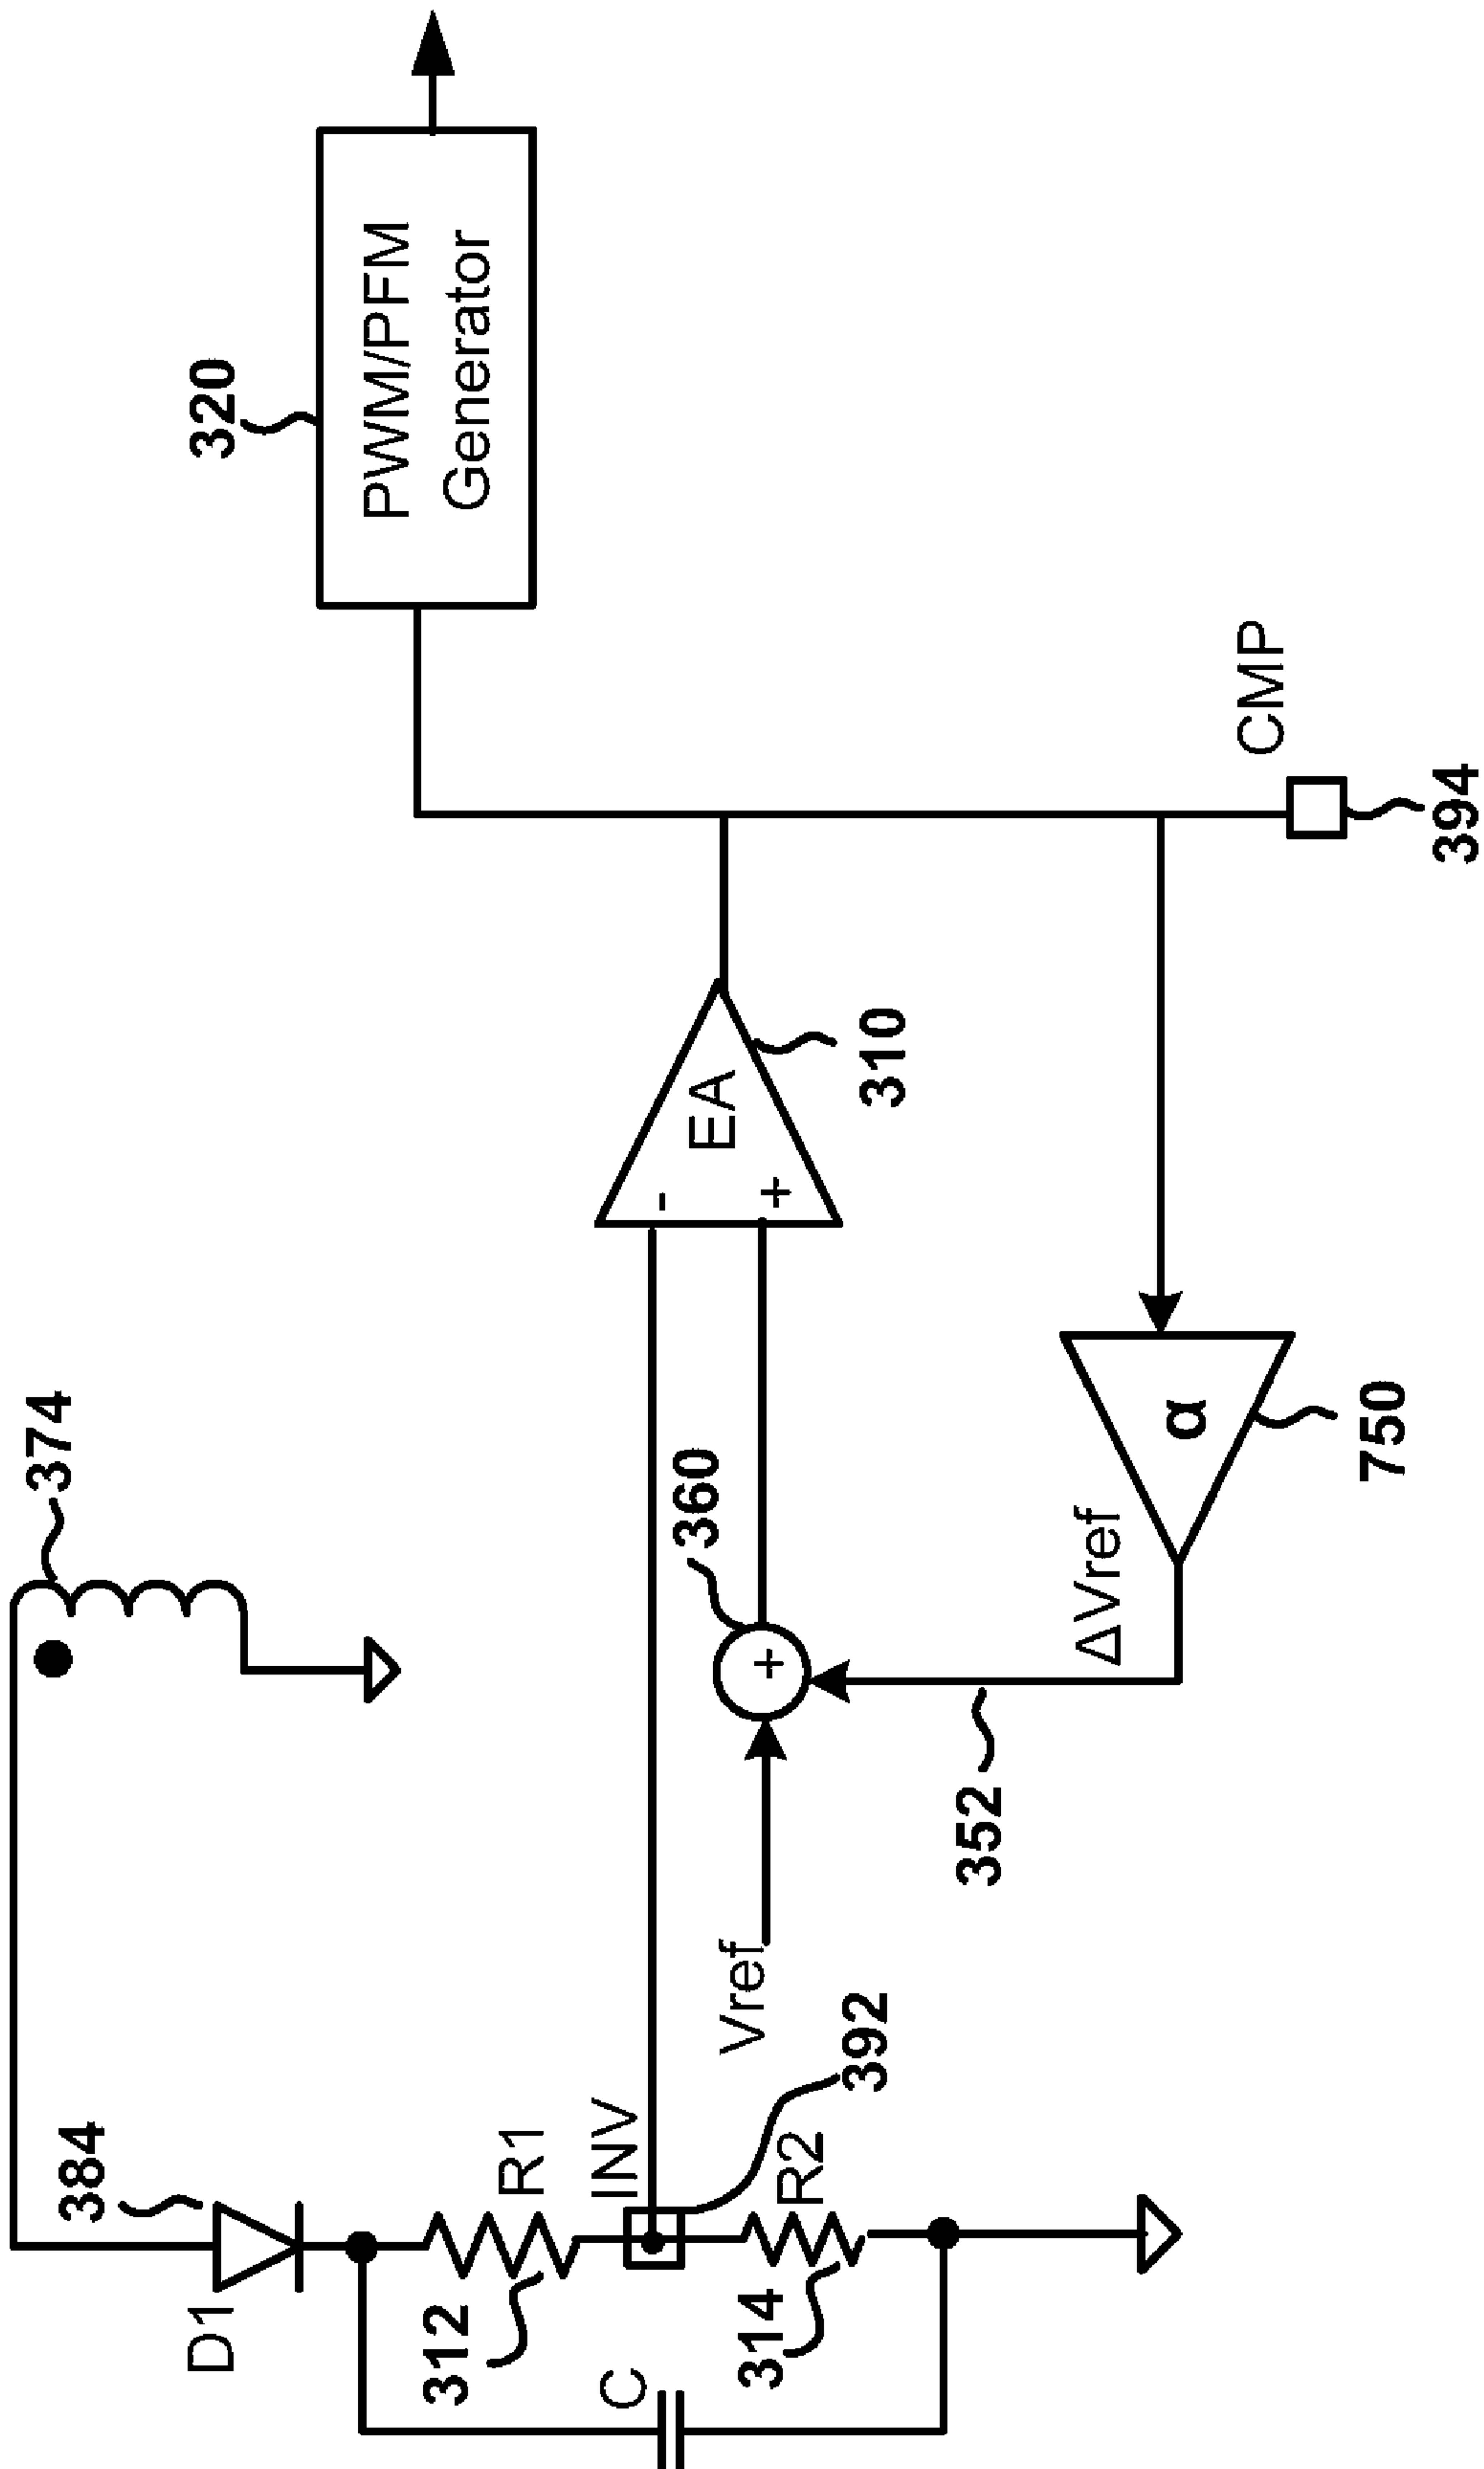 374
384
D1
320
PWM/PFM
Generator
R1
312
INV
C
EA
-
+
310
360
+
Vref
392
R2
314
352
ΔVref
α
750
CMP
394